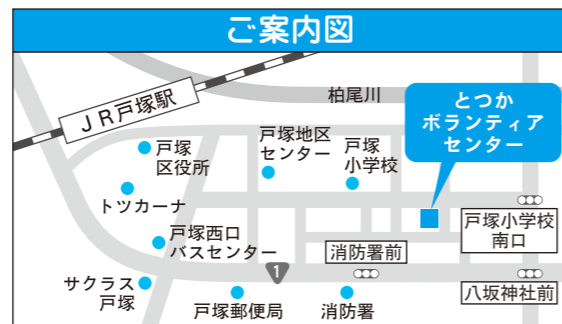 ご案内図
JR戸塚駅
柏尾川
とつか
ボランティア
センター
戸塚
区役所
戸塚地区
センター
戸塚
小学校
トツカーナ
戸塚西口
バスセンター
消防署前
戸塚小学校
南口
1
サクラス
戸塚
戸塚郵便局
消防署
八坂神社前